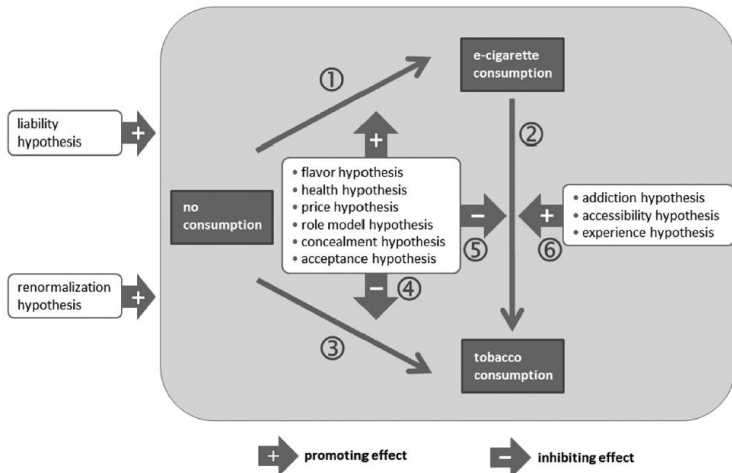 e-cigarette
consumption
①
②
liability
hypothesis
+
+
• flavor hypothesis
• health hypothesis
• price hypothesis
• role model hypothesis
• concealment hypothesis
• acceptance hypothesis
no
consumption
−
⑤
+
⑥
• addiction hypothesis
• accessibility hypothesis
• experience hypothesis
renormalization
hypothesis
+
−
④
③
tobacco
consumption
+ promoting effect
− inhibiting effect